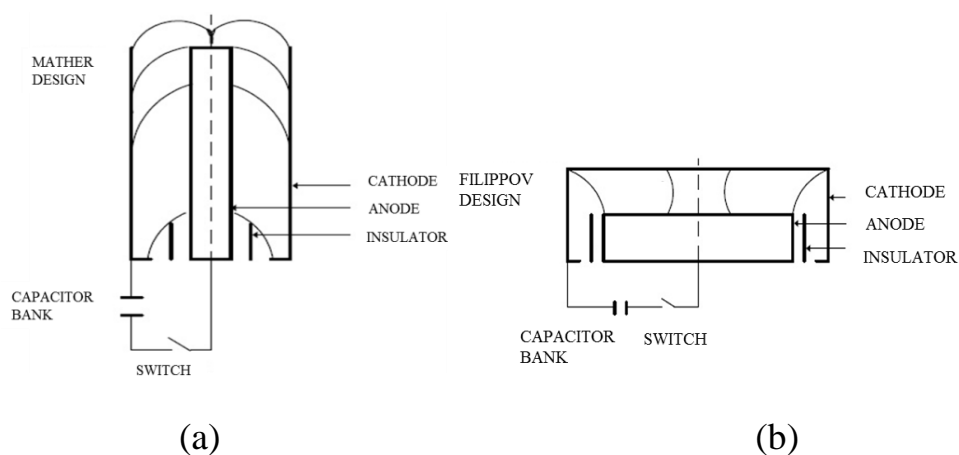 MATHER
DESIGN
CATHODE
ANODE
INSULATOR
CAPACITOR
BANK
SWITCH
(a)
FILIPPOV
DESIGN
CATHODE
ANODE
INSULATOR
CAPACITOR
BANK
SWITCH
(b)